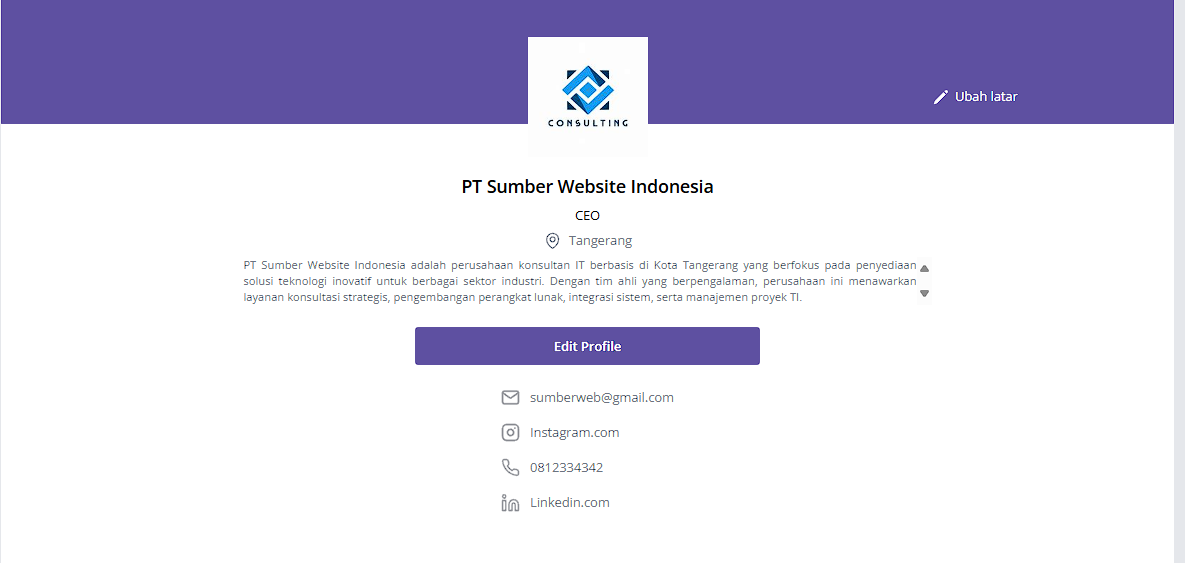 CONSULTING
Ubah latar
PT Sumber Website Indonesia
CEO
Tangerang
PT Sumber Website Indonesia adalah perusahaan konsultan IT berbasis di Kota Tangerang yang berfokus pada penyediaan
solusi teknologi inovatif untuk berbagai sektor industri. Dengan tim ahli yang berpengalaman, perusahaan ini menawarkan
layanan konsultasi strategis, pengembangan perangkat lunak, integrasi sistem, serta manajemen proyek TI.
Edit Profile
sumberweb@gmail.com
Instagram.com
0812334342
Linkedin.com